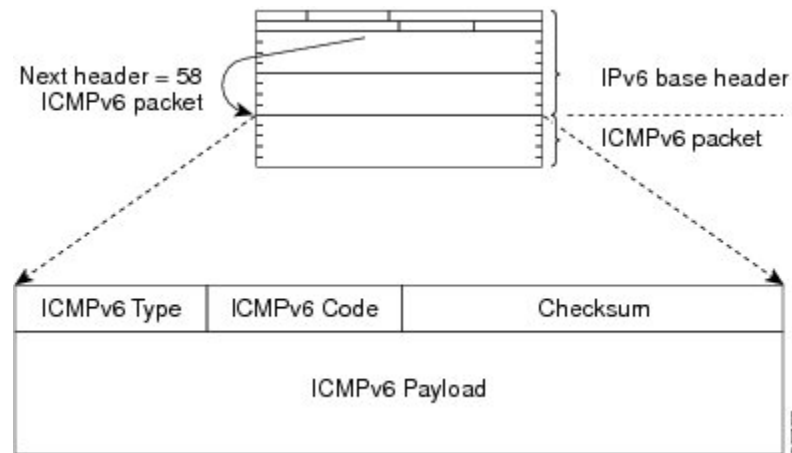 Next header = 58
ICMPv6 packet
IPv6 base header
ICMPv6 packet
ICMPv6 Type
ICMPv6 Code
Checksum
ICMPv6 Payload